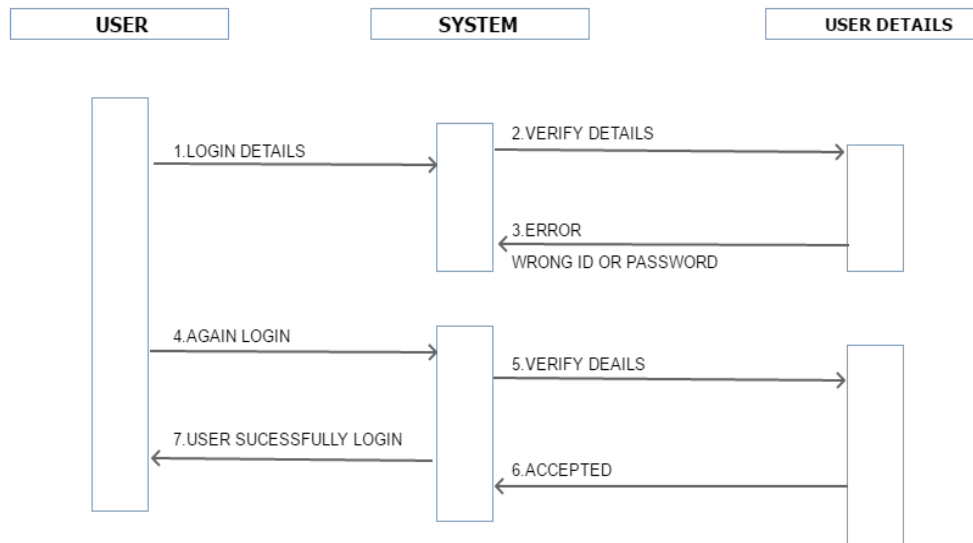 USER
SYSTEM
USER DETAILS
1.LOGIN DETAILS
2.VERIFY DETAILS
3.ERROR
WRONG ID OR PASSWORD
4.AGAIN LOGIN
5.VERIFY DEAILS
7.USER SUCESSFULLY LOGIN
6.ACCEPTED